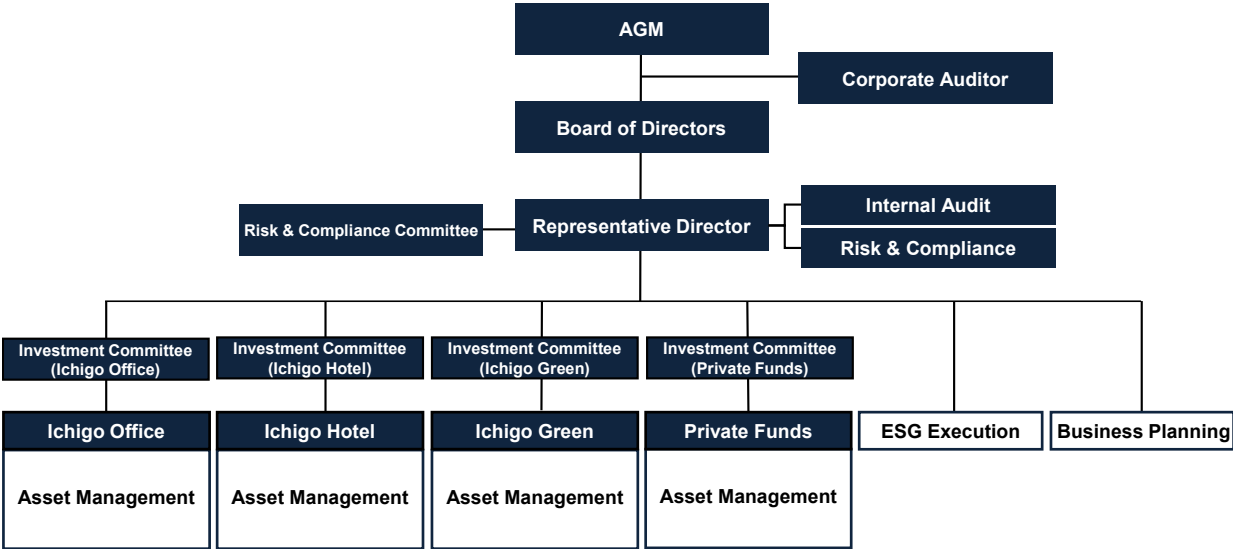 AGM
Corporate Auditor
Board of Directors
Internal Audit
Risk & Compliance Committee
Representative Director
Risk & Compliance
Investment Committee
(Ichigo Office)
Investment Committee
(Ichigo Hotel)
Investment Committee
(Ichigo Green)
Investment Committee
(Private Funds)
Ichigo Office
Ichigo Hotel
Ichigo Green
Private Funds
ESG Execution
Business Planning
Asset Management
Asset Management
Asset Management
Asset Management